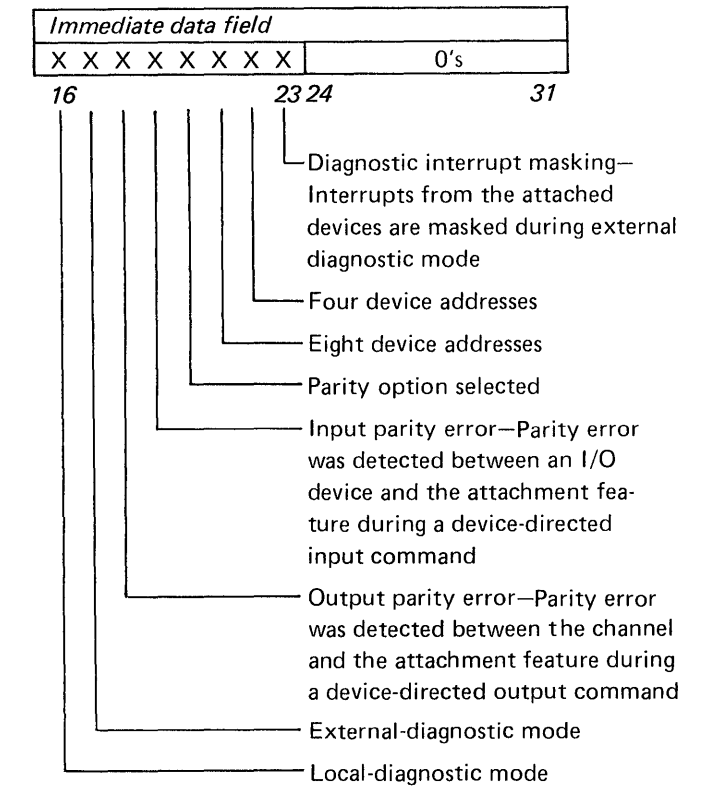 Immediate data field
X X X X X X X X 0's
16 23 24 31
Diagnostic interrupt masking—
Interrupts from the attached
devices are masked during external
diagnostic mode
Four device addresses
Eight device addresses
Parity option selected
Input parity error—Parity error
was detected between an I/O
device and the attachment fea-
ture during a device-directed
input command
Output parity error—Parity error
was detected between the channel
and the attachment feature during
a device-directed output command
External-diagnostic mode
Local-diagnostic mode